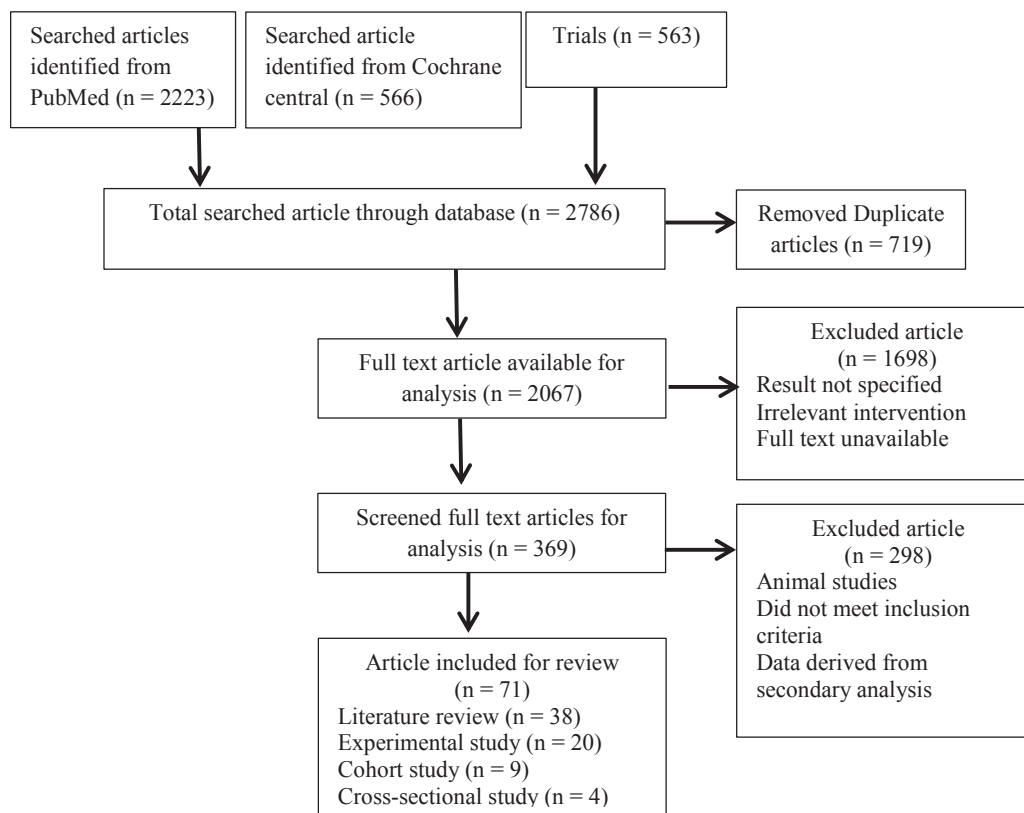 Searched articles
identified from
PubMed (n = 2223)
Searched article
identified from Cochrane
central (n = 566)
Trials (n = 563)
Total searched article through database (n = 2786)
Removed Duplicate
articles (n = 719)
Full text article available for
analysis (n = 2067)
Excluded article
(n = 1698)
Result not specified
Irrelevant intervention
Full text unavailable
Screened full text articles for
analysis (n = 369)
Excluded article
(n = 298)
Animal studies
Did not meet inclusion
criteria
Data derived from
secondary analysis
Article included for review
(n = 71)
Literature review (n = 38)
Experimental study (n = 20)
Cohort study (n = 9)
Cross-sectional study (n = 4)